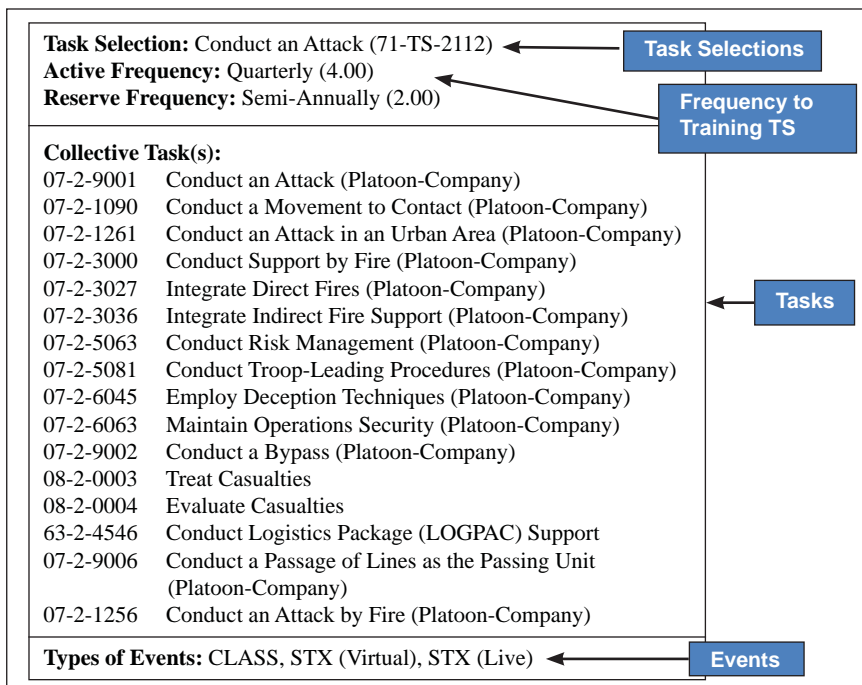 Task Selection: Conduct an Attack (71-TS-2112)
Active Frequency: Quarterly (4.00)
Reserve Frequency: Semi-Annually (2.00)
Task Selections
Frequency to
Training TS
Collective Task(s):
07-2-9001 Conduct an Attack (Platoon-Company)
07-2-1090 Conduct a Movement to Contact (Platoon-Company)
07-2-1261 Conduct an Attack in an Urban Area (Platoon-Company)
07-2-3000 Conduct Support by Fire (Platoon-Company)
07-2-3027 Integrate Direct Fires (Platoon-Company)
07-2-3036 Integrate Indirect Fire Support (Platoon-Company)
07-2-5063 Conduct Risk Management (Platoon-Company)
07-2-5081 Conduct Troop-Leading Procedures (Platoon-Company)
07-2-6045 Employ Deception Techniques (Platoon-Company)
07-2-6063 Maintain Operations Security (Platoon-Company)
07-2-9002 Conduct a Bypass (Platoon-Company)
08-2-0003 Treat Casualties
08-2-0004 Evaluate Casualties
63-2-4546 Conduct Logistics Package (LOGPAC) Support
07-2-9006 Conduct a Passage of Lines as the Passing Unit
(Platoon-Company)
07-2-1256 Conduct an Attack by Fire (Platoon-Company)
Tasks
Types of Events: CLASS, STX (Virtual), STX (Live)
Events